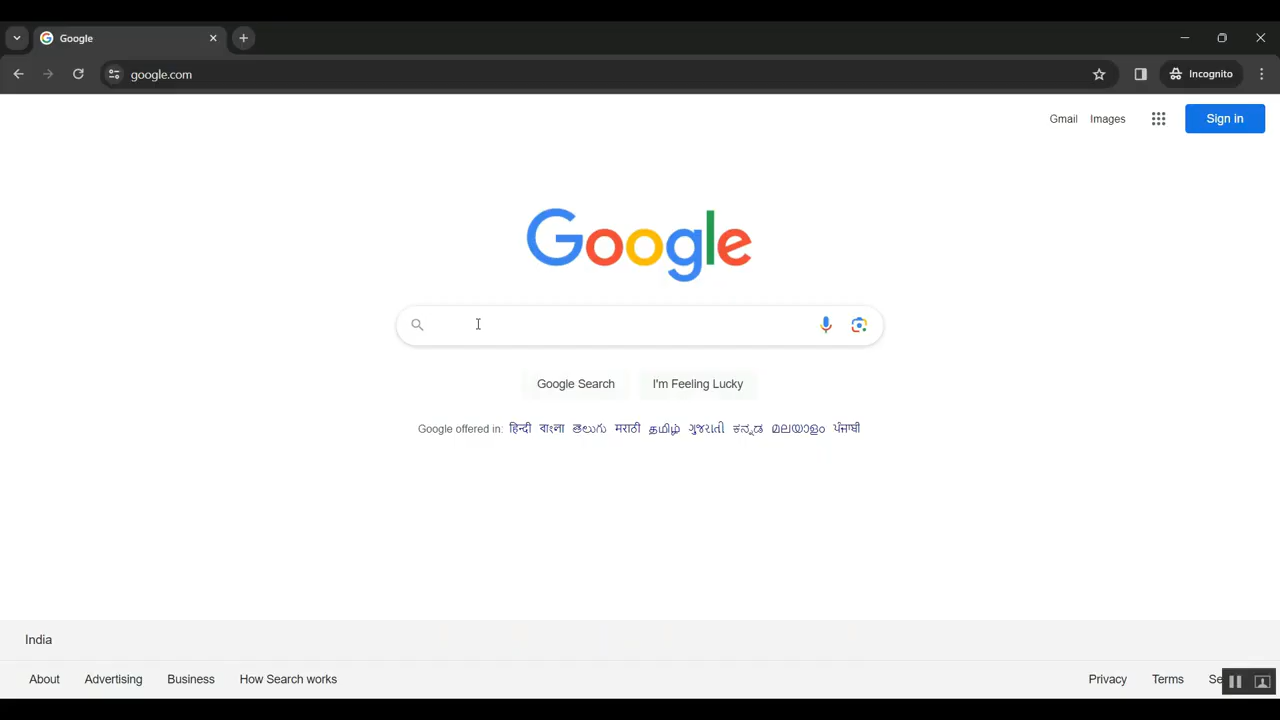 Google
google.com
Incognito
Gmail Images Sign in
Google
Google Search I'm Feeling Lucky
Google offered in: हिन्दी বাংলা తెలుగు मराठी தமிழ் ગુજરાતી ಕನ್ನಡ മലയാളം ਪੰਜਾਬੀ
India
About Advertising Business How Search works Privacy Terms Se